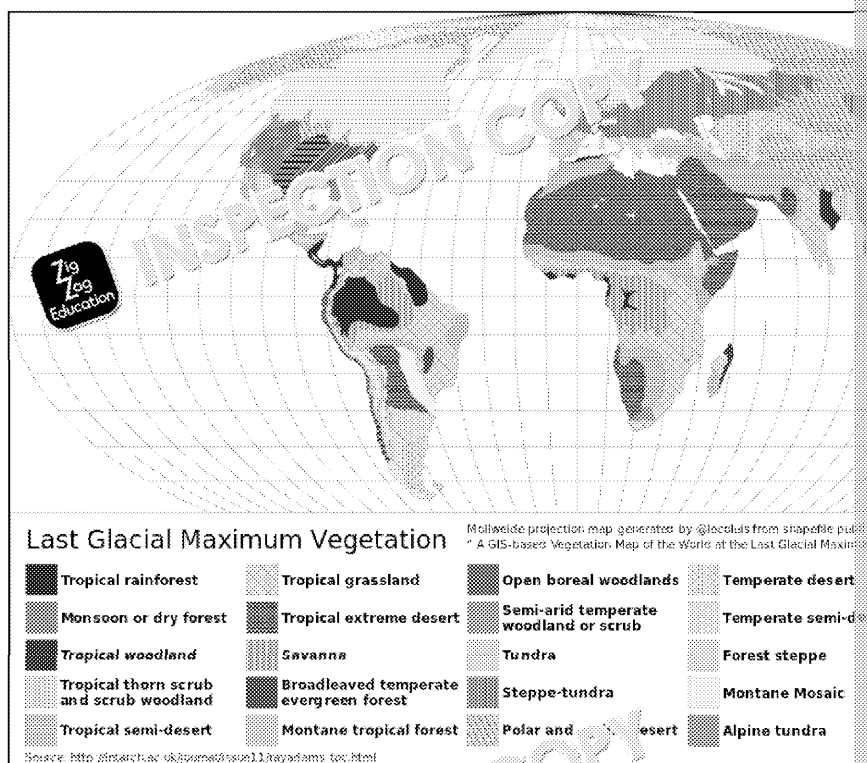 INSPECTION COPY
Zig
Zag
Education
Last Glacial Maximum Vegetation
Mollweide projection map generated by @locoluis from shapefile
" A GIS-based Vegetation Map of the World at the Last Glacial
Tropical rainforest
Monsoon or dry forest
Tropical woodland
Tropical thorn scrub
and scrub woodland
Tropical semi-desert
Tropical grassland
Tropical extreme desert
Savanna
Broadleaved temperate
evergreen forest
Montane tropical forest
Open boreal woodlands
Semi-arid temperate
woodland or scrub
Tundra
Steppe-tundra
Polar and
Temperate desert
Temperate
Forest steppe
Montane Mosaic
Alpine tundra
COPY